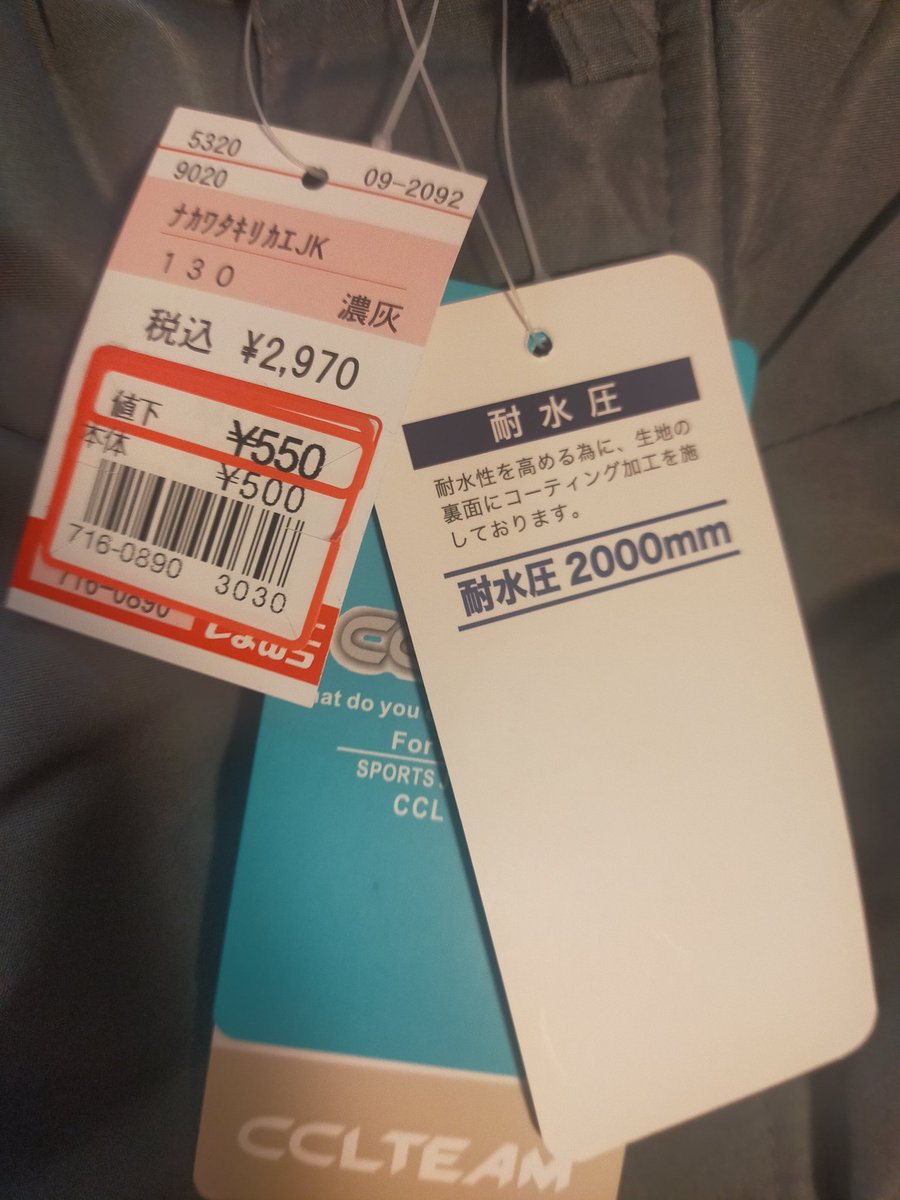 5320
9020
09-2092
ﾅｶﾜﾀｷﾘｶｴJK
130
濃灰
税込 ¥2,970
値下 ¥550
本体 ¥500
716-0890 3030
716-0890
耐水圧
耐水性を高める為に、生地の
裏面にコーティング加工を施
しております。
耐水圧 2000mm
at do you
For
SPORTS
CCL
CCLTEAM